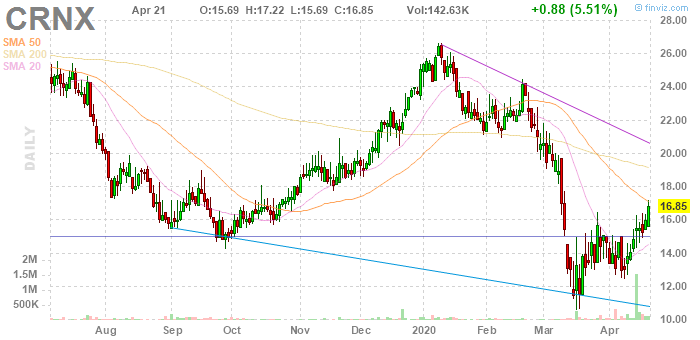 CRNX Apr 21 O:15.69 H:17.22 L:15.69 C:16.85 Vol:142.63K +0.88 (5.51%) © finviz.com
SMA 50
SMA 200
SMA 20
DAILY
28.00
26.00
24.00
22.00
20.00
18.00
16.85
16.00
14.00
12.00
10.00
2M
1.5M
1M
500K
Aug Sep Oct Nov Dec 2020 Feb Mar Apr